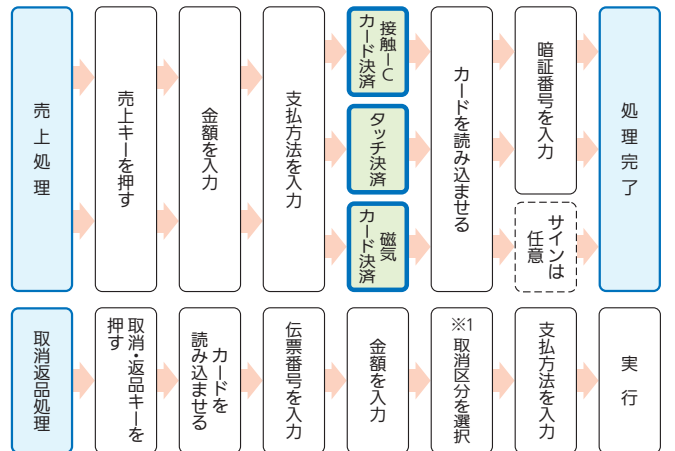 売上処理
売上キーを押す
金額を入力
支払方法を入力
接触IC
カード決済
タッチ決済
磁気
カード決済
カードを読み込ませる
暗証番号を入力
サインは
任意
処理完了
取消返品処理
取消・返品キーを
押す
カードを
読み込ませる
伝票番号を入力
金額を入力
※1
取消区分を選択
支払方法を入力
実行